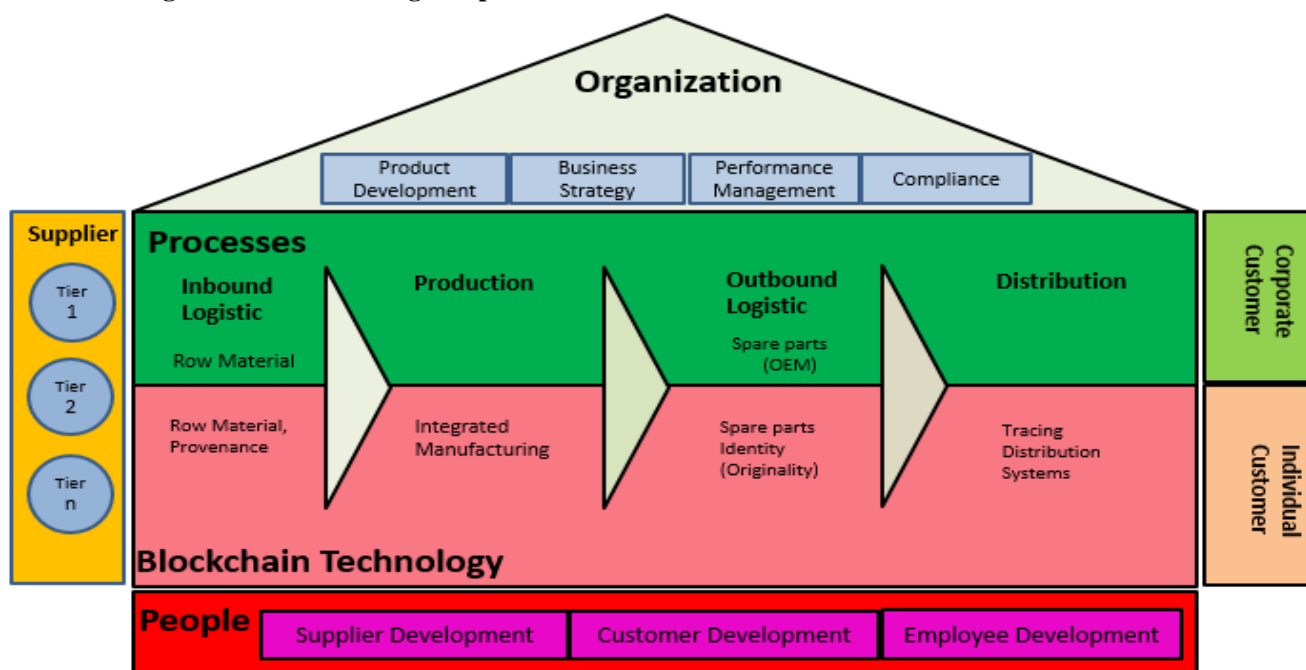 Organization
Product
Development
Business
Strategy
Performance
Management
Compliance
Supplier
Tier
1
Tier
2
Tier
n
Processes
Inbound
Logistic
Row Material
Production
Outbound
Logistic
Spare parts
(OEM)
Distribution
Row Material,
Provenance
Integrated
Manufacturing
Spare parts
Identity
(Originality)
Tracing
Distribution
Systems
Blockchain Technology
Corporate
Customer
Individual
Customer
People
Supplier Development
Customer Development
Employee Development